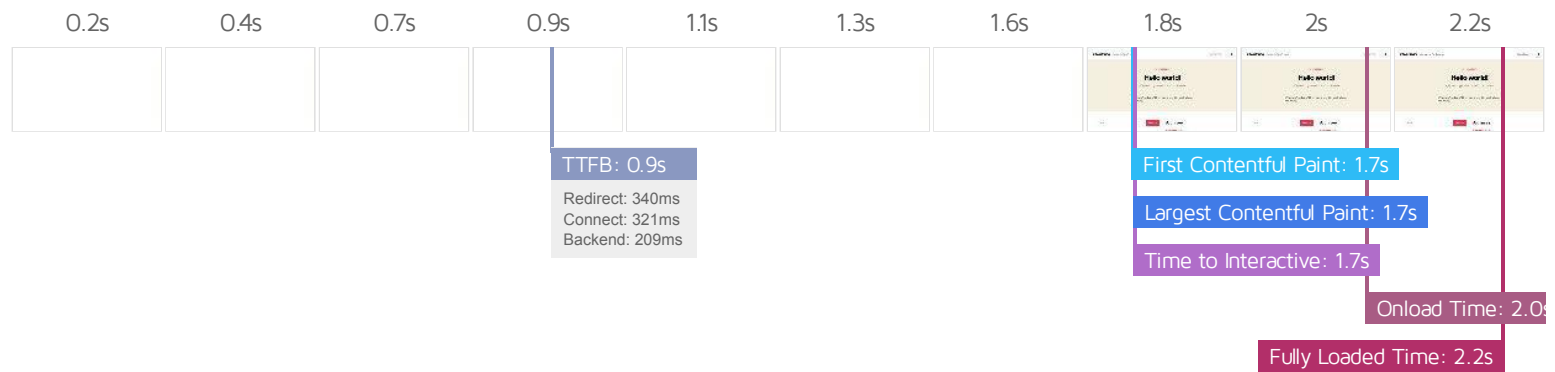 0.2s 0.4s 0.7s 0.9s 1.1s 1.3s 1.6s 1.8s 2s 2.2s
Hello world! Hello world! Hello world!
TTFB: 0.9s
Redirect: 340ms
Connect: 321ms
Backend: 209ms
First Contentful Paint: 1.7s
Largest Contentful Paint: 1.7s
Time to Interactive: 1.7s
Onload Time: 2.0s
Fully Loaded Time: 2.2s